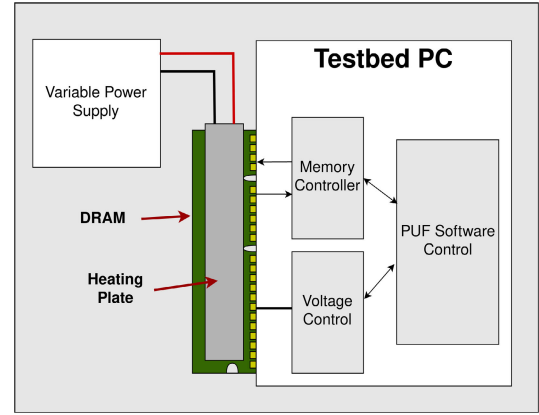 Testbed PC
Variable Power
Supply
Memory
Controller
PUF Software
Control
DRAM
Heating
Plate
Voltage
Control